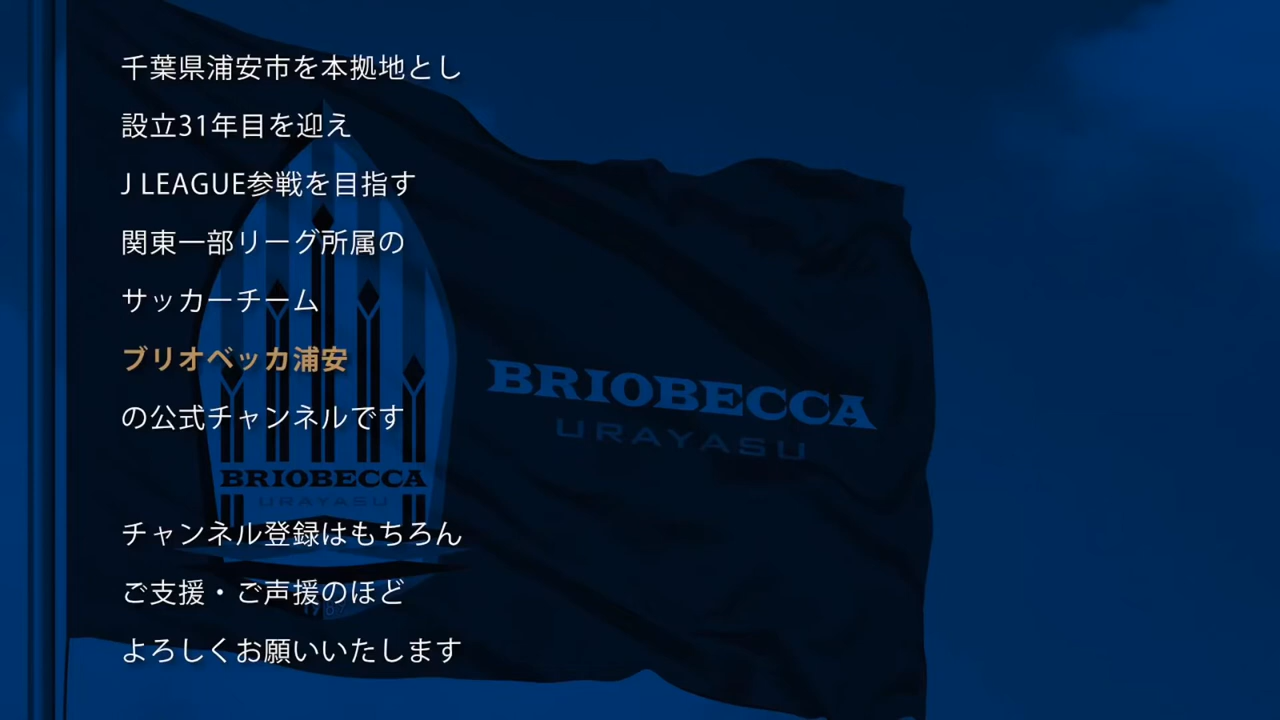 千葉県浦安市を本拠地とし
設立31年目を迎え
J LEAGUE参戦を目指す
関東一部リーグ所属の
サッカーチーム
ブリオベッカ浦安
の公式チャンネルです
チャンネル登録はもちろん
ご支援・ご声援のほど
よろしくお願いいたします
BRIOBECCA
URAYASU
BRIOBECCA
URAYASU